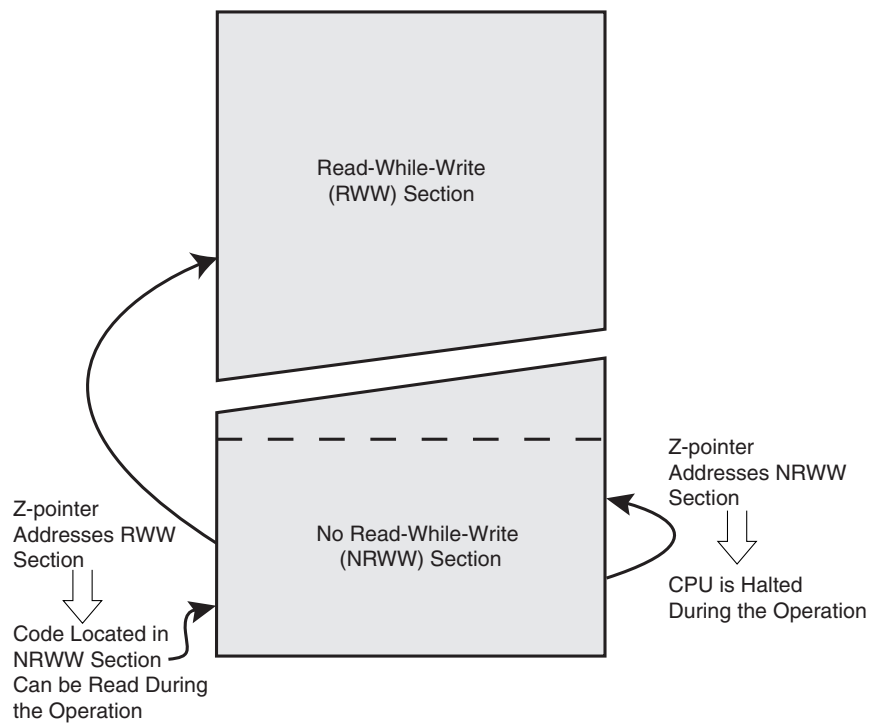 Read-While-Write
(RWW) Section
Z-pointer
Addresses NRWW
Section
Z-pointer
Addresses RWW
Section
No Read-While-Write
(NRWW) Section
CPU is Halted
During the Operation
Code Located in
NRWW Section
Can be Read During
the Operation